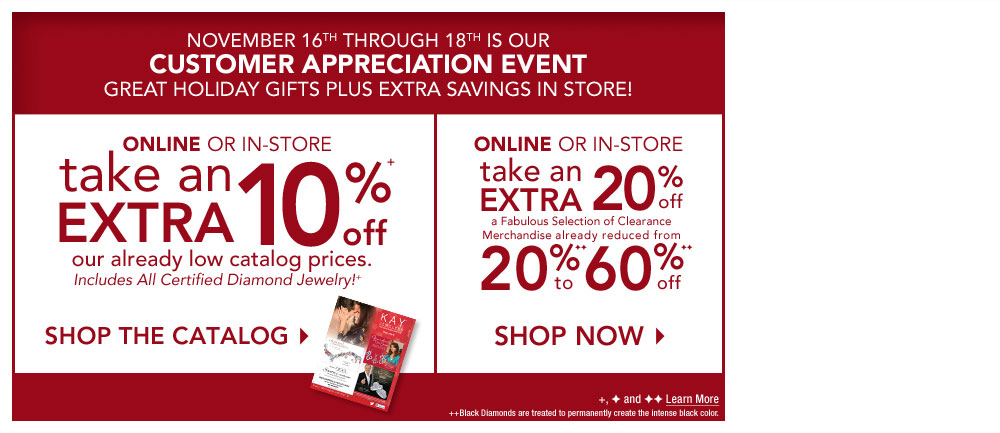 NOVEMBER 16TH THROUGH 18TH IS OUR
CUSTOMER APPRECIATION EVENT
GREAT HOLIDAY GIFTS PLUS EXTRA SAVINGS IN STORE!
ONLINE OR IN-STORE
take an
EXTRA 10%+ off
our already low catalog prices.
Includes All Certified Diamond Jewelry!+
SHOP THE CATALOG
KAY
JEWELERS
ONLINE OR IN-STORE
take an
EXTRA 20% off
a Fabulous Selection of Clearance
Merchandise already reduced from
20%✦✦ to 60%✦✦ off
SHOP NOW
+, ✦ and ✦✦ Learn More
++Black Diamonds are treated to permanently create the intense black color.